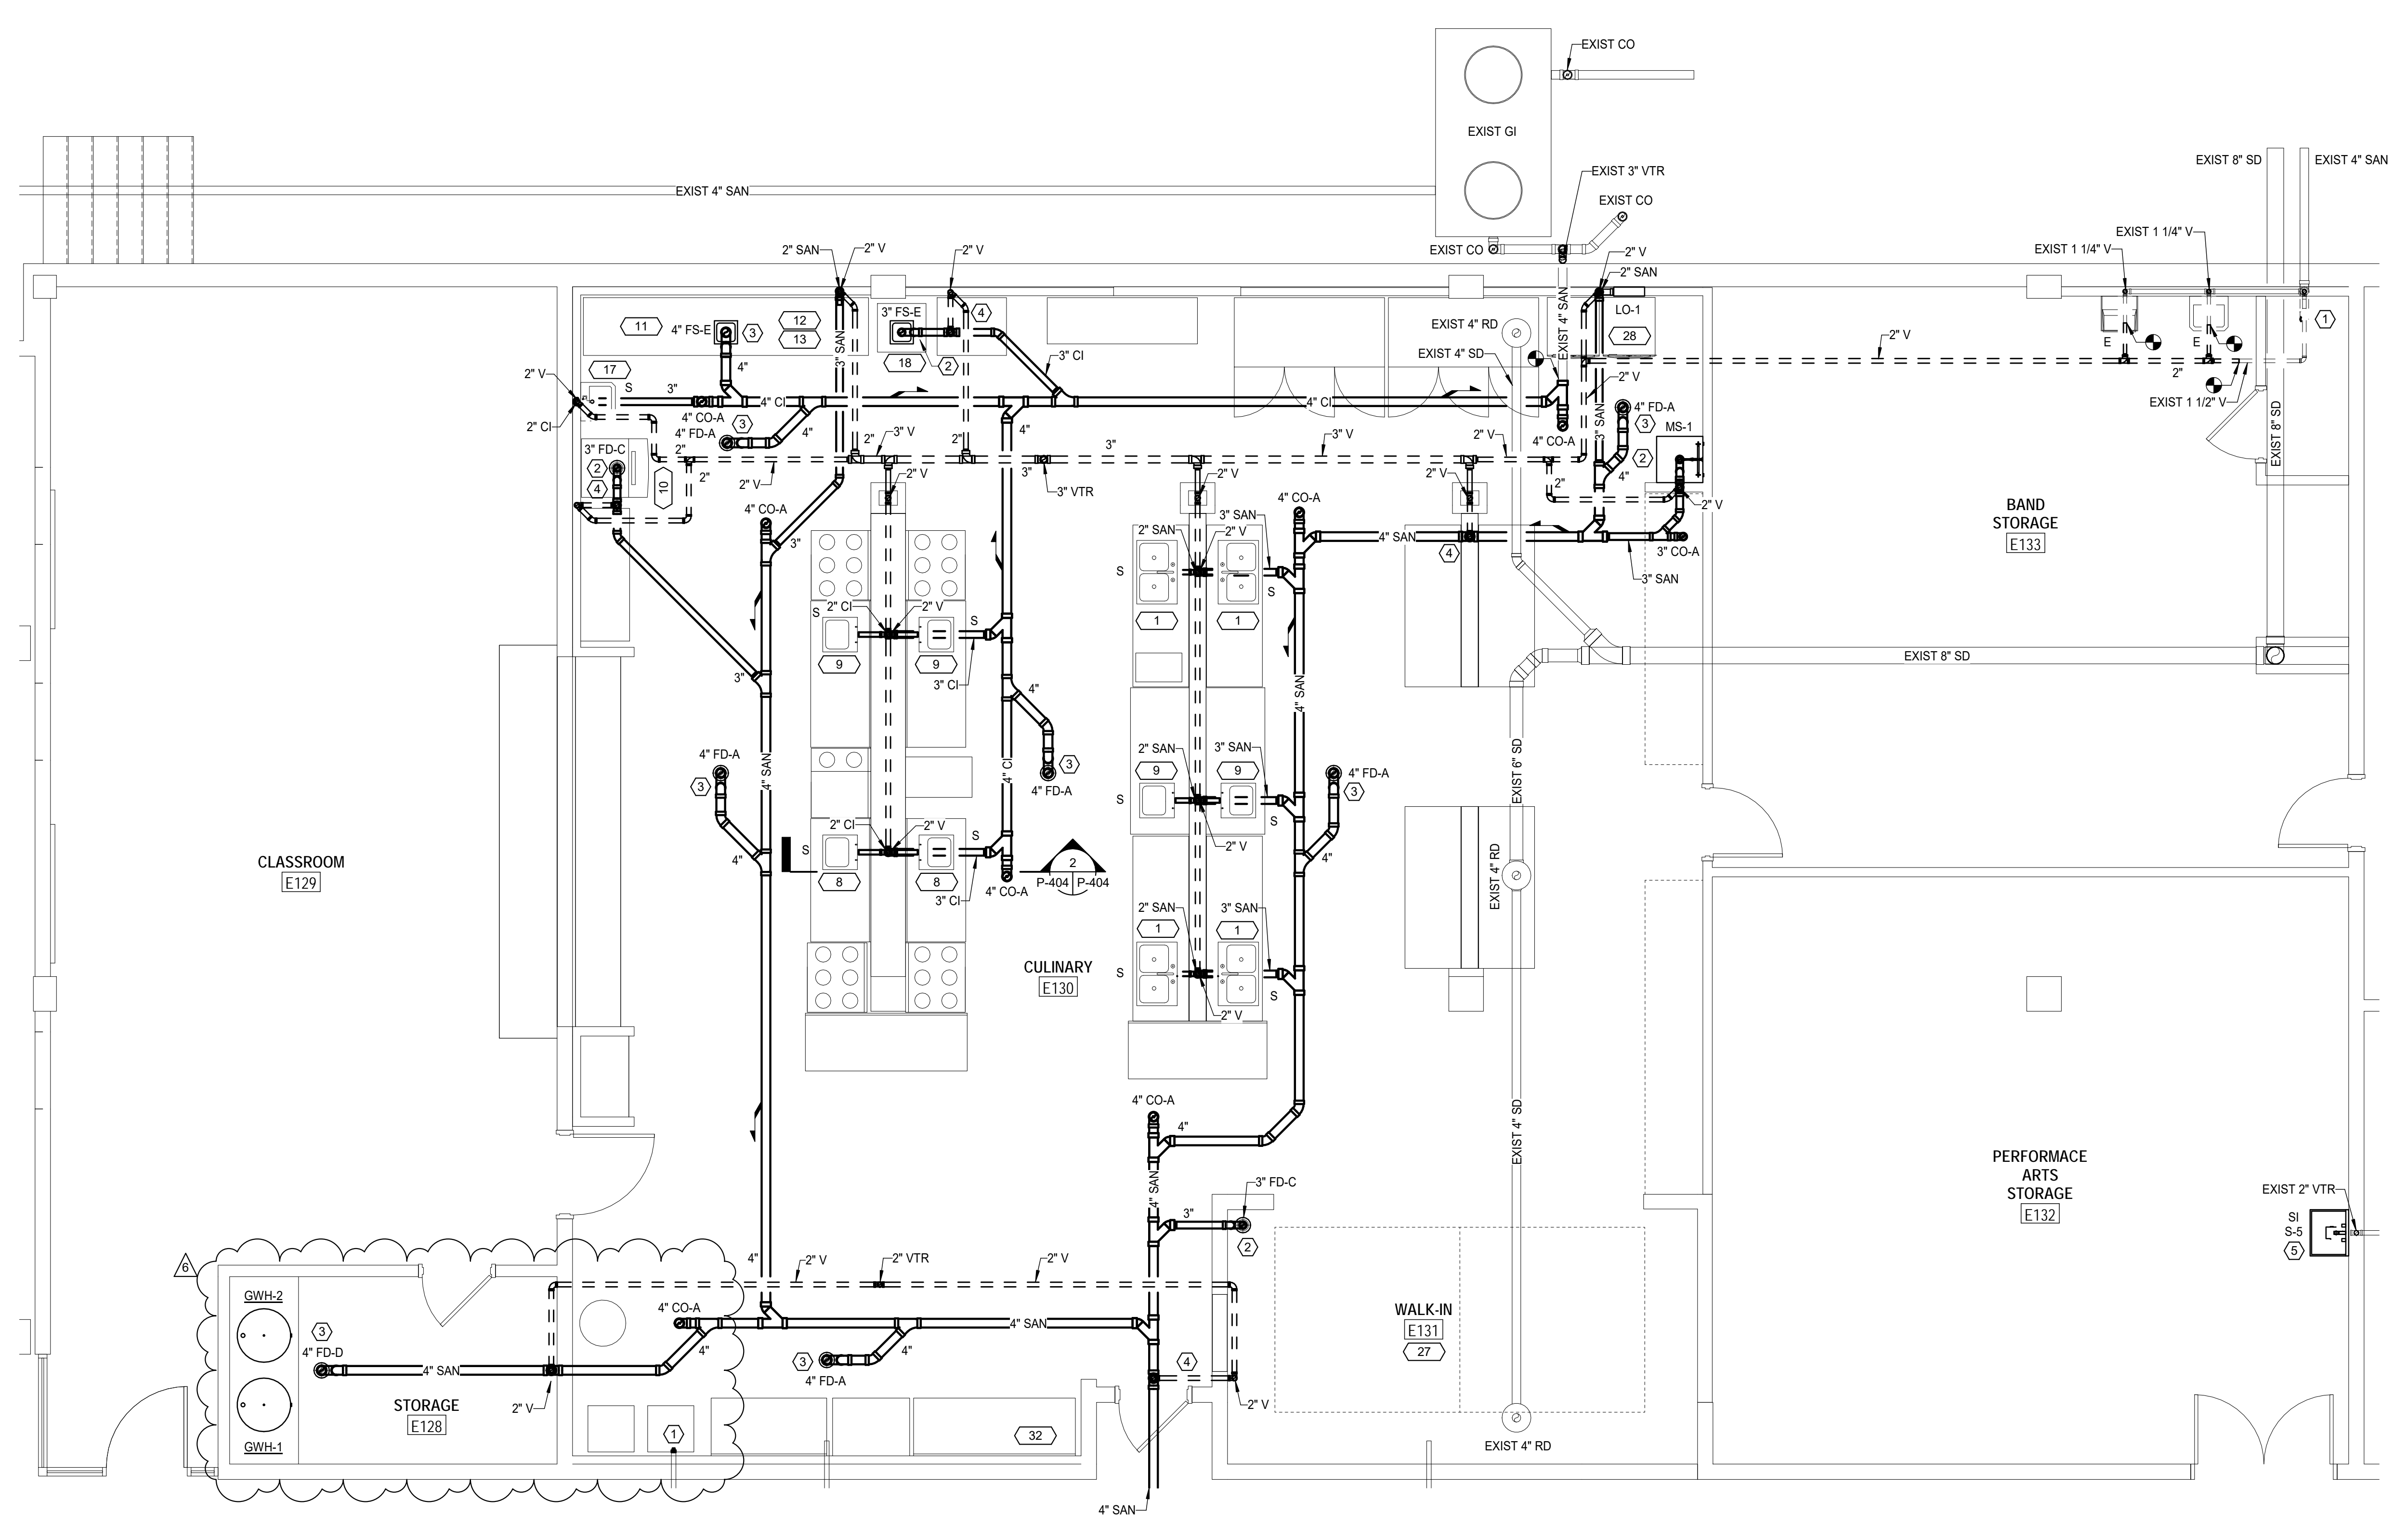 EXIST CO
EXIST GI
EXIST 4" SAN
EXIST 3" VTR
EXIST CO
EXIST CO
EXIST 8" SD
EXIST 4" SAN
EXIST 1 1/4" V
EXIST 1 1/4" V
2" SAN
2" V
2" V
2" V
2" SAN
11
4" FS-E
3
12
13
3" FS-E
4
18
2
3" SAN
EXIST 4" RD
EXIST 4" SD
EXIST 4" SAN
LO-1
28
2" V
E
E
1
2"
EXIST 1 1/2" V
EXIST 8" SD
17
2" V
S
3"
4"
4" CI
3" CI
4" CI
2" V
4" CO-A
3
4" FD-A
4"
2" CI
4"
4" CO-A
3" SAN
4" FD-A
3
MS-1
2
4"
3" FD-C
2
4
10
2"
2"
2" V
2"
3" V
2"
3"
3"
3" VTR
3" V
2" V
2"
2" V
2" V
2" V
2" V
4" CO-A
3"
4" CO-A
3" SAN
2" SAN
2" V
4" SAN
4
3" CO-A
3" SAN
BAND
STORAGE
E133
S
S
1
1
2" CI
2" V
S
S
9
9
3" CI
3"
EXIST 8" SD
4" SAN
4"
4" FD-A
3
4" SAN
4" CI
4" FD-A
3
2" SAN
3" SAN
9
9
S
2" V
4" FD-A
3
EXIST 6" SD
4"
2" CI
2" V
S
S
8
8
3" CI
4" CO-A
2
P-404
P-404
4"
EXIST 4" RD
CLASSROOM
E129
2" SAN
3" SAN
1
1
S
S
2" V
CULINARY
E130
4" CO-A
4"
4" SAN
EXIST 4" SD
3" FD-C
3"
2
PERFORMACE
ARTS
STORAGE
E132
EXIST 2" VTR
SI
S-5
5
6
4"
2" V
2" VTR
2" V
GWH-2
3
4" FD-D
4" SAN
4" CO-A
4"
4" SAN
3
4" FD-A
4"
4
2" V
WALK-IN
E131
27
STORAGE
E128
2" V
GWH-1
1
32
EXIST 4" RD
4" SAN